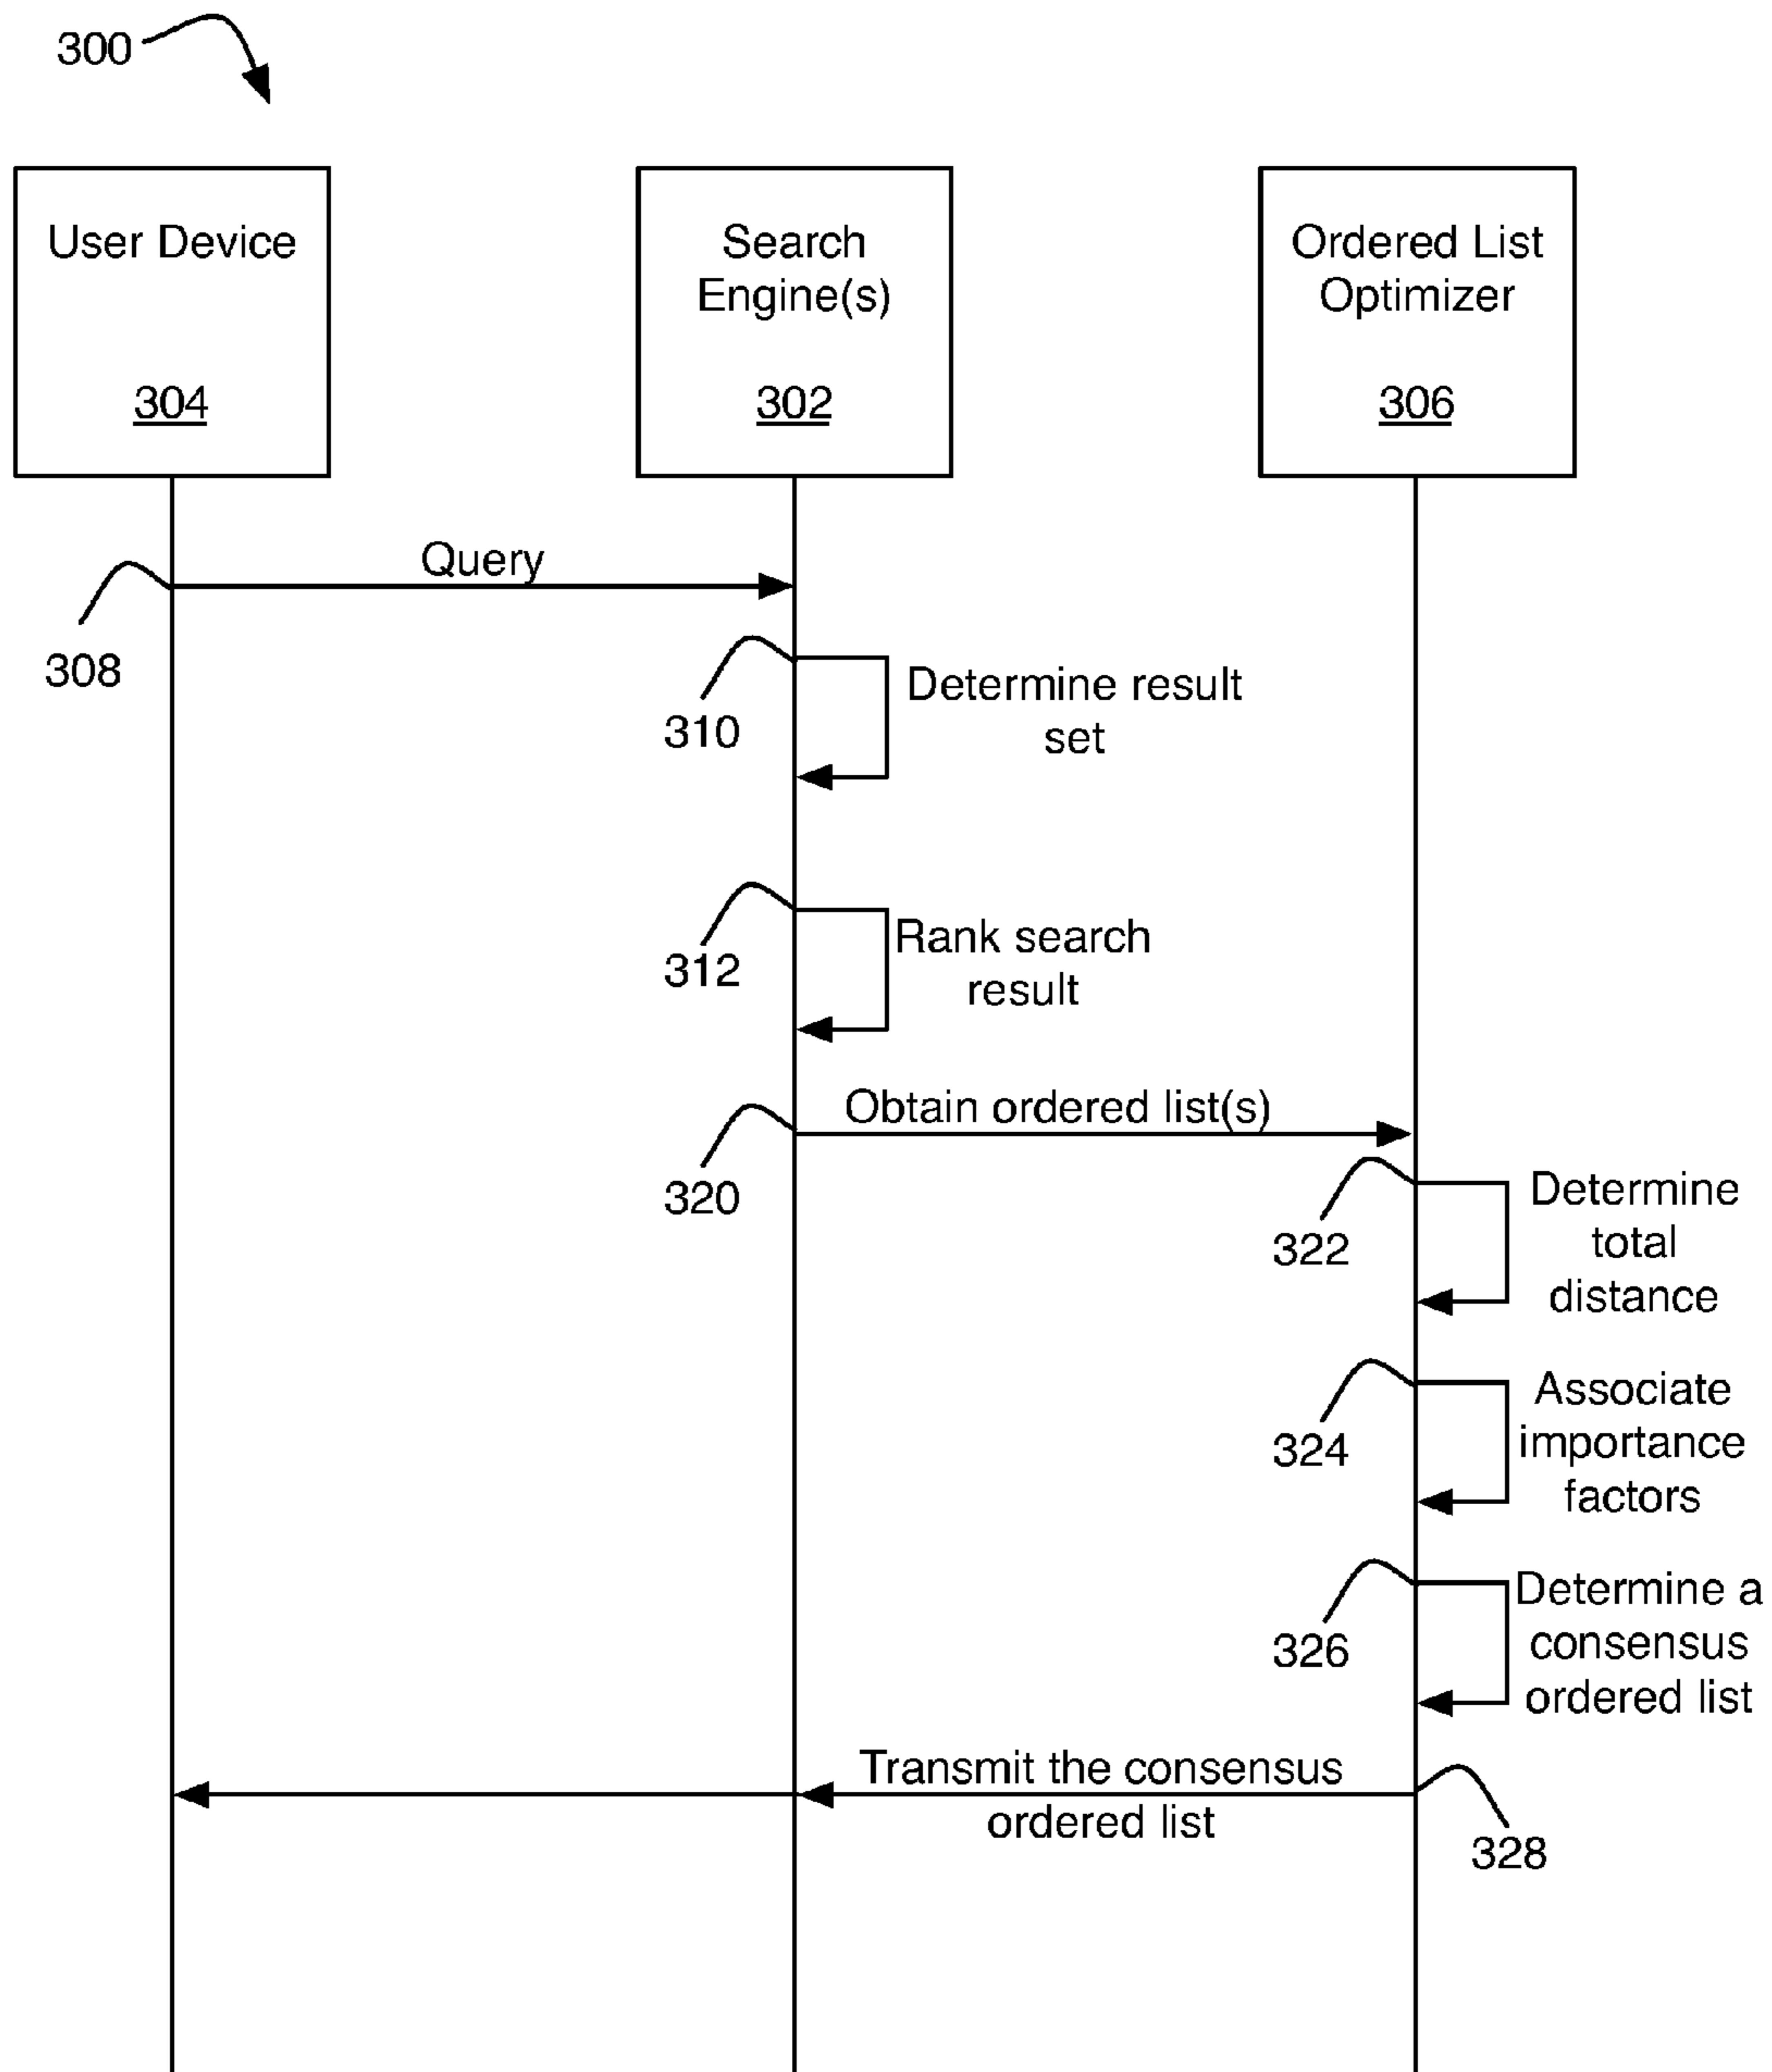 300
User Device
304
Search
Engine(s)
302
Ordered List
Optimizer
306
Query
308
Determine result
set
310
Rank search
result
312
Obtain ordered list(s)
320
Determine
total
distance
322
Associate
importance
factors
324
Determine a
consensus
ordered list
326
Transmit the consensus
ordered list
328